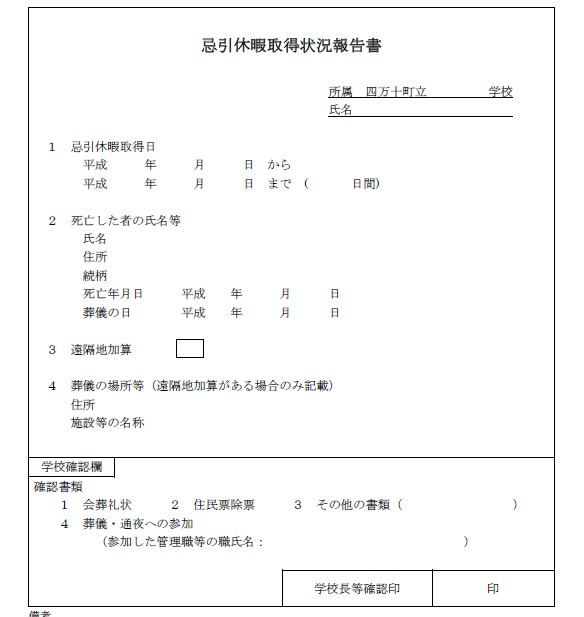 忌引休暇取得状況報告書
所属　四万十町立　　　　　学校
氏名
1　忌引休暇取得日
平成　　　年　　　月　　　日　から
平成　　　年　　　月　　　日　まで　(　　　日間)
2　死亡した者の氏名等
氏名
住所
続柄
死亡年月日　　　平成　　年　　　月　　　日
葬儀の日　　　　平成　　年　　　月　　　日
3　遠隔地加算
4　葬儀の場所等（遠隔地加算がある場合のみ記載）
住所
施設等の名称
学校確認欄
確認書類
1　会葬礼状　　　2　住民票除票　　　3　その他の書類（　　　　　　　　　）
4　葬儀・通夜への参加
（参加した管理職等の職氏名：　　　　　　　　　　　　　　　　）
学校長等確認印　　　印
備考